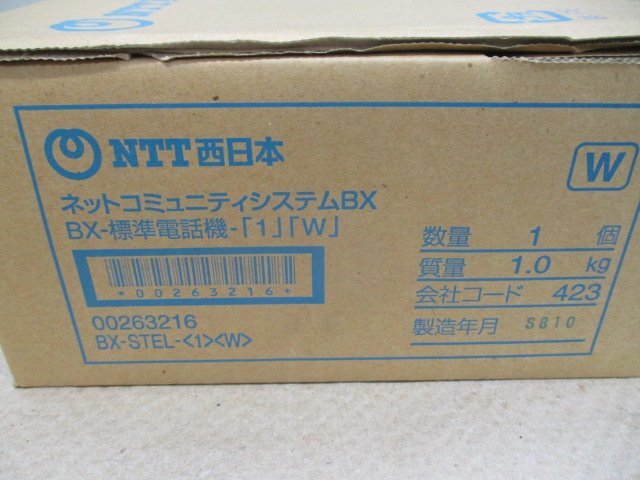 NTT西日本
W
ネットコミュニティシステムBX
BX-標準電話機-「1」「W」
*00263216*
00263216
BX-STEL-<1><W>
数量 1 個
質量 1.0 kg
会社コード 423
製造年月 S810